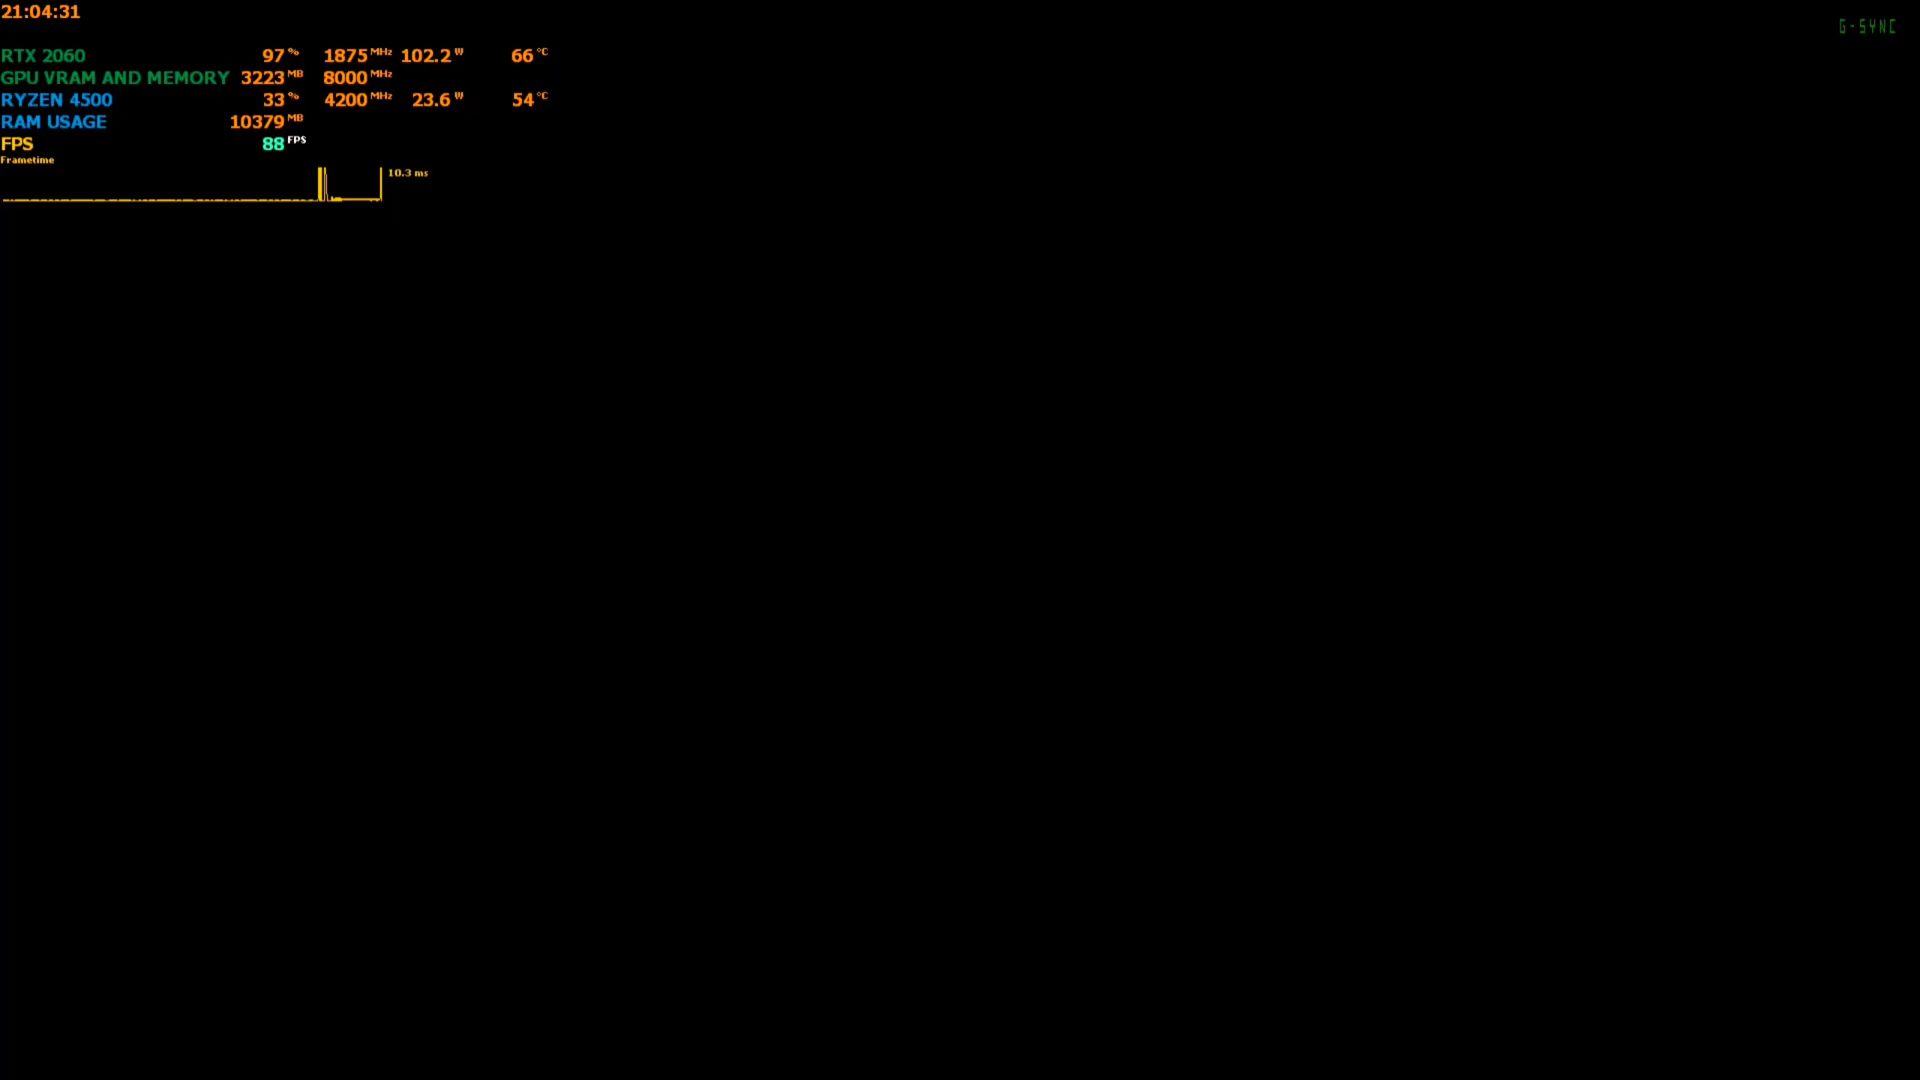 21:04:31
G-SYNC
RTX 2060 97 % 1875 MHz 102.2 W 66 °C
GPU VRAM AND MEMORY 3223 MB 8000 MHz
RYZEN 4500 33 % 4200 MHz 23.6 W 54 °C
RAM USAGE 10379 MB
FPS 88 FPS
Frametime
10.3 ms